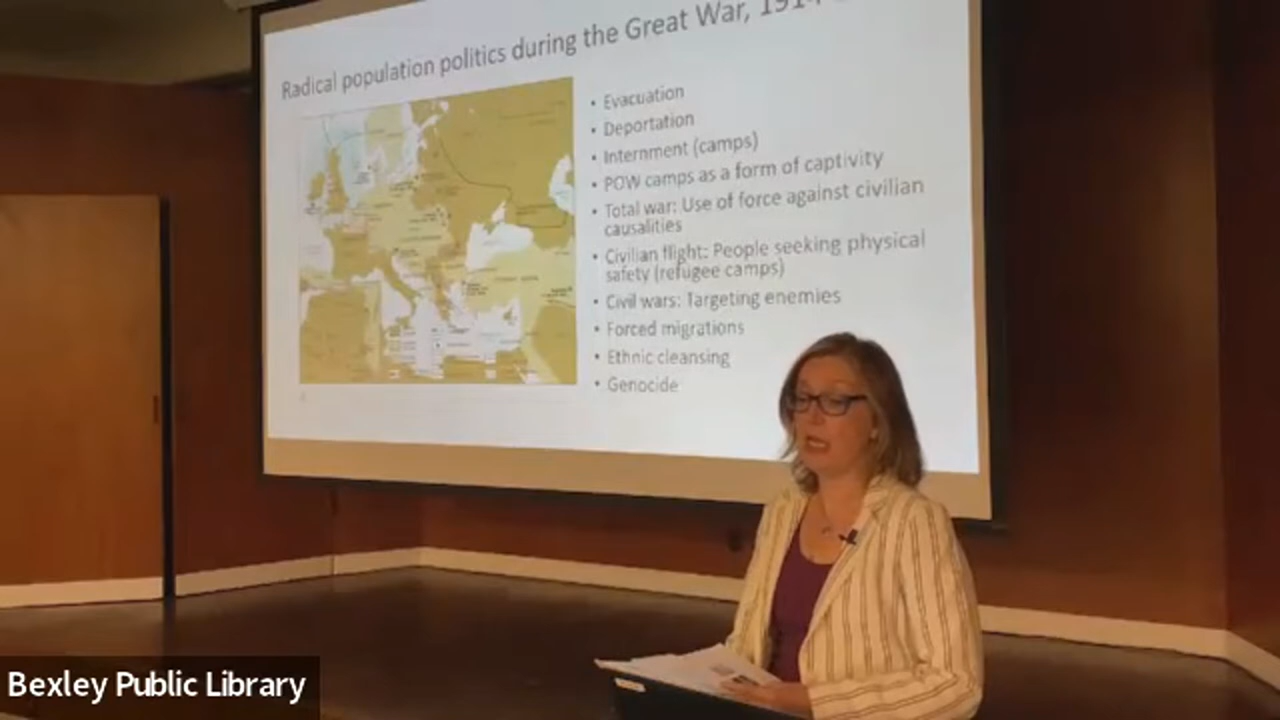 Radical population politics during the Great War, 1914
• Evacuation
• Deportation
• Internment (camps)
• POW camps as a form of captivity
• Total war: Use of force against civilian
causalities
• Civilian flight: People seeking physical
safety (refugee camps)
• Civil wars: Targeting enemies
• Forced migrations
• Ethnic cleansing
• Genocide
Bexley Public Library